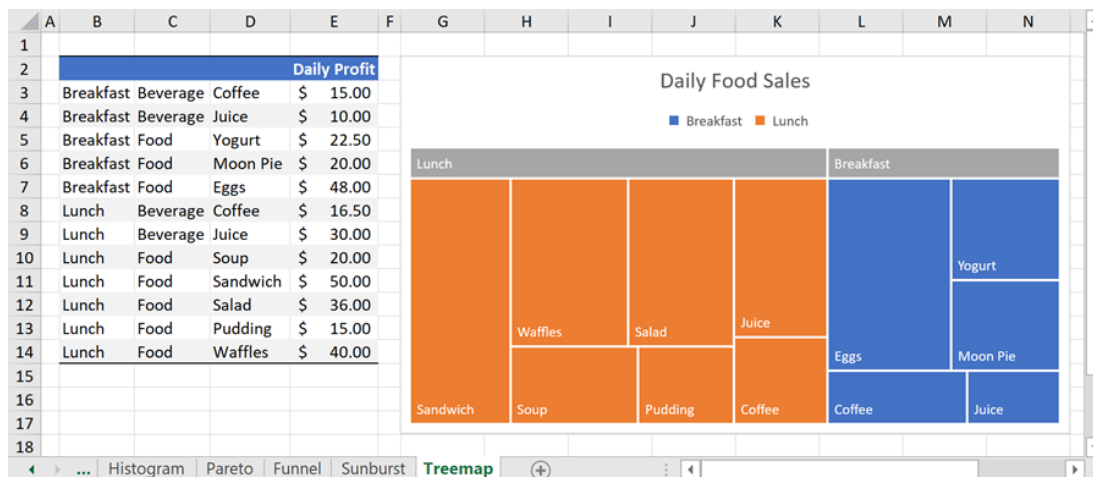 A B C D E F G H I J K L M N
1
2 Daily Profit
3 Breakfast Beverage Coffee $ 15.00
4 Breakfast Beverage Juice $ 10.00
5 Breakfast Food Yogurt $ 22.50
6 Breakfast Food Moon Pie $ 20.00
7 Breakfast Food Eggs $ 48.00
8 Lunch Beverage Coffee $ 16.50
9 Lunch Beverage Juice $ 30.00
10 Lunch Food Soup $ 20.00
11 Lunch Food Sandwich $ 50.00
12 Lunch Food Salad $ 36.00
13 Lunch Food Pudding $ 15.00
14 Lunch Food Waffles $ 40.00
15
16
17
18
Daily Food Sales
Breakfast Lunch
Lunch Breakfast
Yogurt
Juice
Waffles Salad
Eggs Moon Pie
Sandwich Soup Pudding Coffee Coffee Juice
... Histogram Pareto Funnel Sunburst Treemap